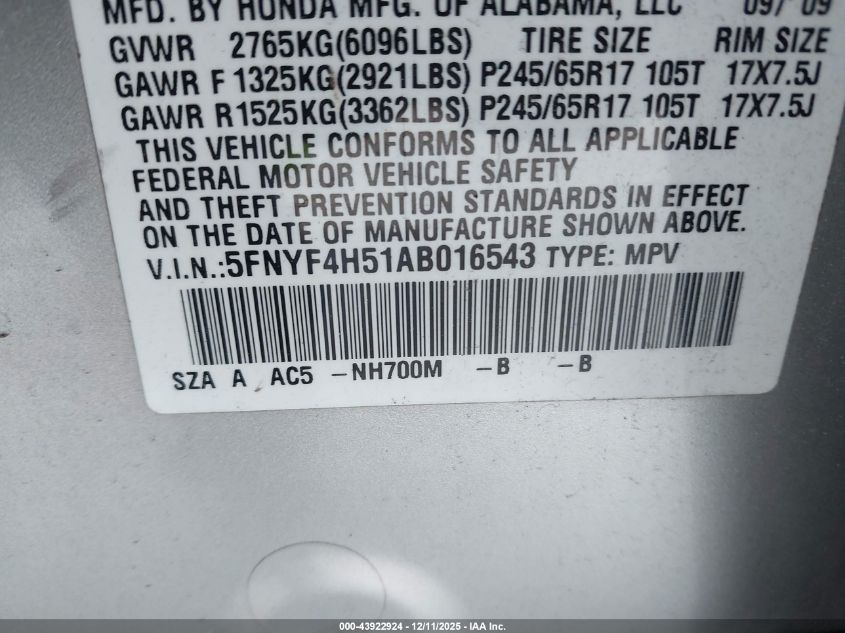 MFD. BY HONDA MFG. OF ALABAMA, LLC 09/ 09
GVWR 2765KG(6096LBS) TIRE SIZE RIM SIZE
GAWR F 1325KG(2921LBS) P245/65R17 105T 17X7.5J
GAWR R1525KG(3362LBS) P245/65R17 105T 17X7.5J
THIS VEHICLE CONFORMS TO ALL APPLICABLE
FEDERAL MOTOR VEHICLE SAFETY
AND THEFT PREVENTION STANDARDS IN EFFECT
ON THE DATE OF MANUFACTURE SHOWN ABOVE.
V.I.N.:5FNYF4H51AB016543 TYPE: MPV
SZA A AC5 -NH700M -B -B
000-43922924 - 12/11/2025 - IAA Inc.